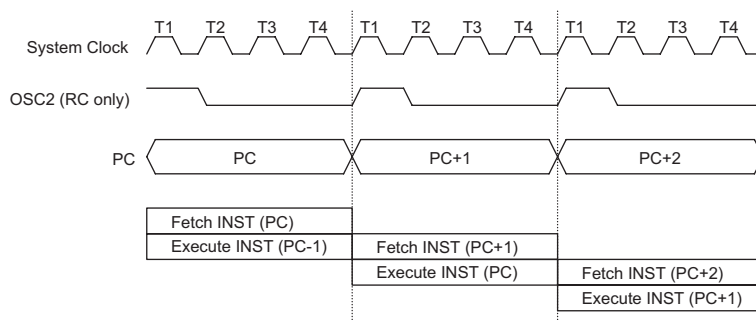 T1 T2 T3 T4 T1 T2 T3 T4 T1 T2 T3 T4
System Clock
OSC2 (RC only)
PC PC PC+1 PC+2
Fetch INST (PC)
Execute INST (PC-1) Fetch INST (PC+1)
Execute INST (PC) Fetch INST (PC+2)
Execute INST (PC+1)